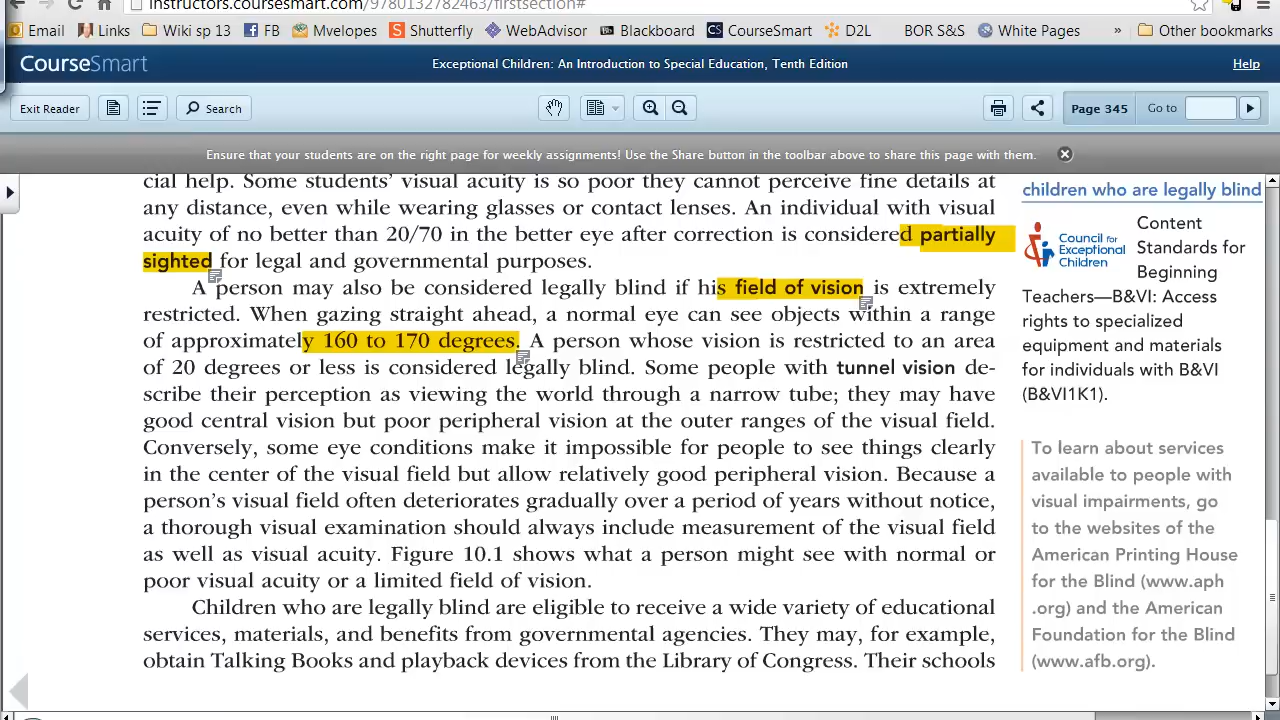 instructors.coursesmart.com/9780132782463/firstsection#
Email Links Wiki sp 13 FB Mvelopes Shutterfly WebAdvisor Blackboard CourseSmart D2L BOR S&S White Pages » Other bookmarks
CourseSmart Exceptional Children: An Introduction to Special Education, Tenth Edition Help
Exit Reader Search Page 345 Go to
Ensure that your students are on the right page for weekly assignments! Use the Share button in the toolbar above to share this page with them.
cial help. Some students' visual acuity is so poor they cannot perceive fine details at
any distance, even while wearing glasses or contact lenses. An individual with visual
acuity of no better than 20/70 in the better eye after correction is considered partially
sighted for legal and governmental purposes.
A person may also be considered legally blind if his field of vision is extremely
restricted. When gazing straight ahead, a normal eye can see objects within a range
of approximately 160 to 170 degrees. A person whose vision is restricted to an area
of 20 degrees or less is considered legally blind. Some people with tunnel vision de-
scribe their perception as viewing the world through a narrow tube; they may have
good central vision but poor peripheral vision at the outer ranges of the visual field.
Conversely, some eye conditions make it impossible for people to see things clearly
in the center of the visual field but allow relatively good peripheral vision. Because a
person's visual field often deteriorates gradually over a period of years without notice,
a thorough visual examination should always include measurement of the visual field
as well as visual acuity. Figure 10.1 shows what a person might see with normal or
poor visual acuity or a limited field of vision.
Children who are legally blind are eligible to receive a wide variety of educational
services, materials, and benefits from governmental agencies. They may, for example,
obtain Talking Books and playback devices from the Library of Congress. Their schools
children who are legally blind
Council for
Exceptional
Children
Content
Standards for
Beginning
Teachers—B&VI: Access
rights to specialized
equipment and materials
for individuals with B&VI
(B&VI1K1).
To learn about services
available to people with
visual impairments, go
to the websites of the
American Printing House
for the Blind (www.aph
.org) and the American
Foundation for the Blind
(www.afb.org).